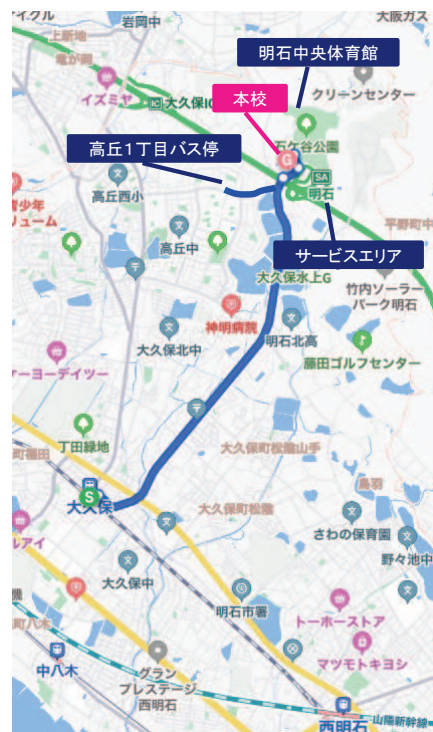 岩岡中
大阪ガス
上新地
竜が岡
明石中央体育館
イズミヤ
IC
大久保IC
本校
クリーンセンター
高丘1丁目バス停
石ケ谷公園
G
SA
明石
高丘西小
平野町中
高丘中
サービスエリア
大久保水上G
竹内ソーラー
パーク明石
神明病院
大久保北中
明石北高
藤田ゴルフセンター
ケーヨーデイツー
丁田緑地
大久保町松陰山手
町福田
S
大久保
大久保町松陰
鳥羽
ルアイ
さわの保育園
野々池中
大久保中
明石市署
トーホーストア
町八木
中八木
グラン
プレステージ
西明石
マツモトキヨシ
西明石
山陽新幹線